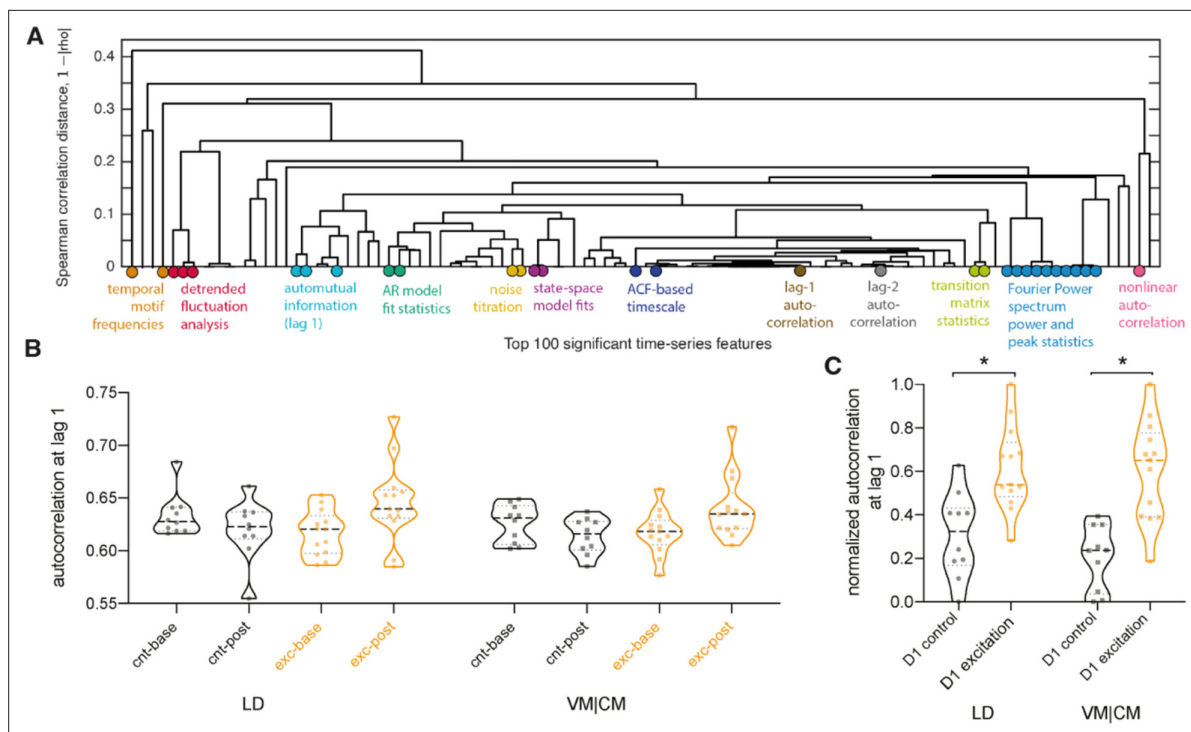 A
Spearman correlation distance, 1 −|rho|
0.4
0.3
0.2
0.1
0
temporal
motif
frequencies
detrended
fluctuation
analysis
automutual
information
(lag 1)
AR model
fit statistics
noise
titration
state-space
model fits
ACF-based
timescale
lag-1
auto-
correlation
lag-2
auto-
correlation
transition
matrix
statistics
Fourier Power
spectrum
power and
peak statistics
nonlinear
auto-
correlation
Top 100 significant time-series features
B
autocorrelation at lag 1
0.75
0.70
0.65
0.60
0.55
cnt-base
cnt-post
exc-base
exc-post
cnt-base
cnt-post
exc-base
exc-post
LD
VM|CM
C
normalized autocorrelation
at lag 1
1.0
0.8
0.6
0.4
0.2
0.0
*
*
D1 control
D1 excitation
D1 control
D1 excitation
LD
VM|CM